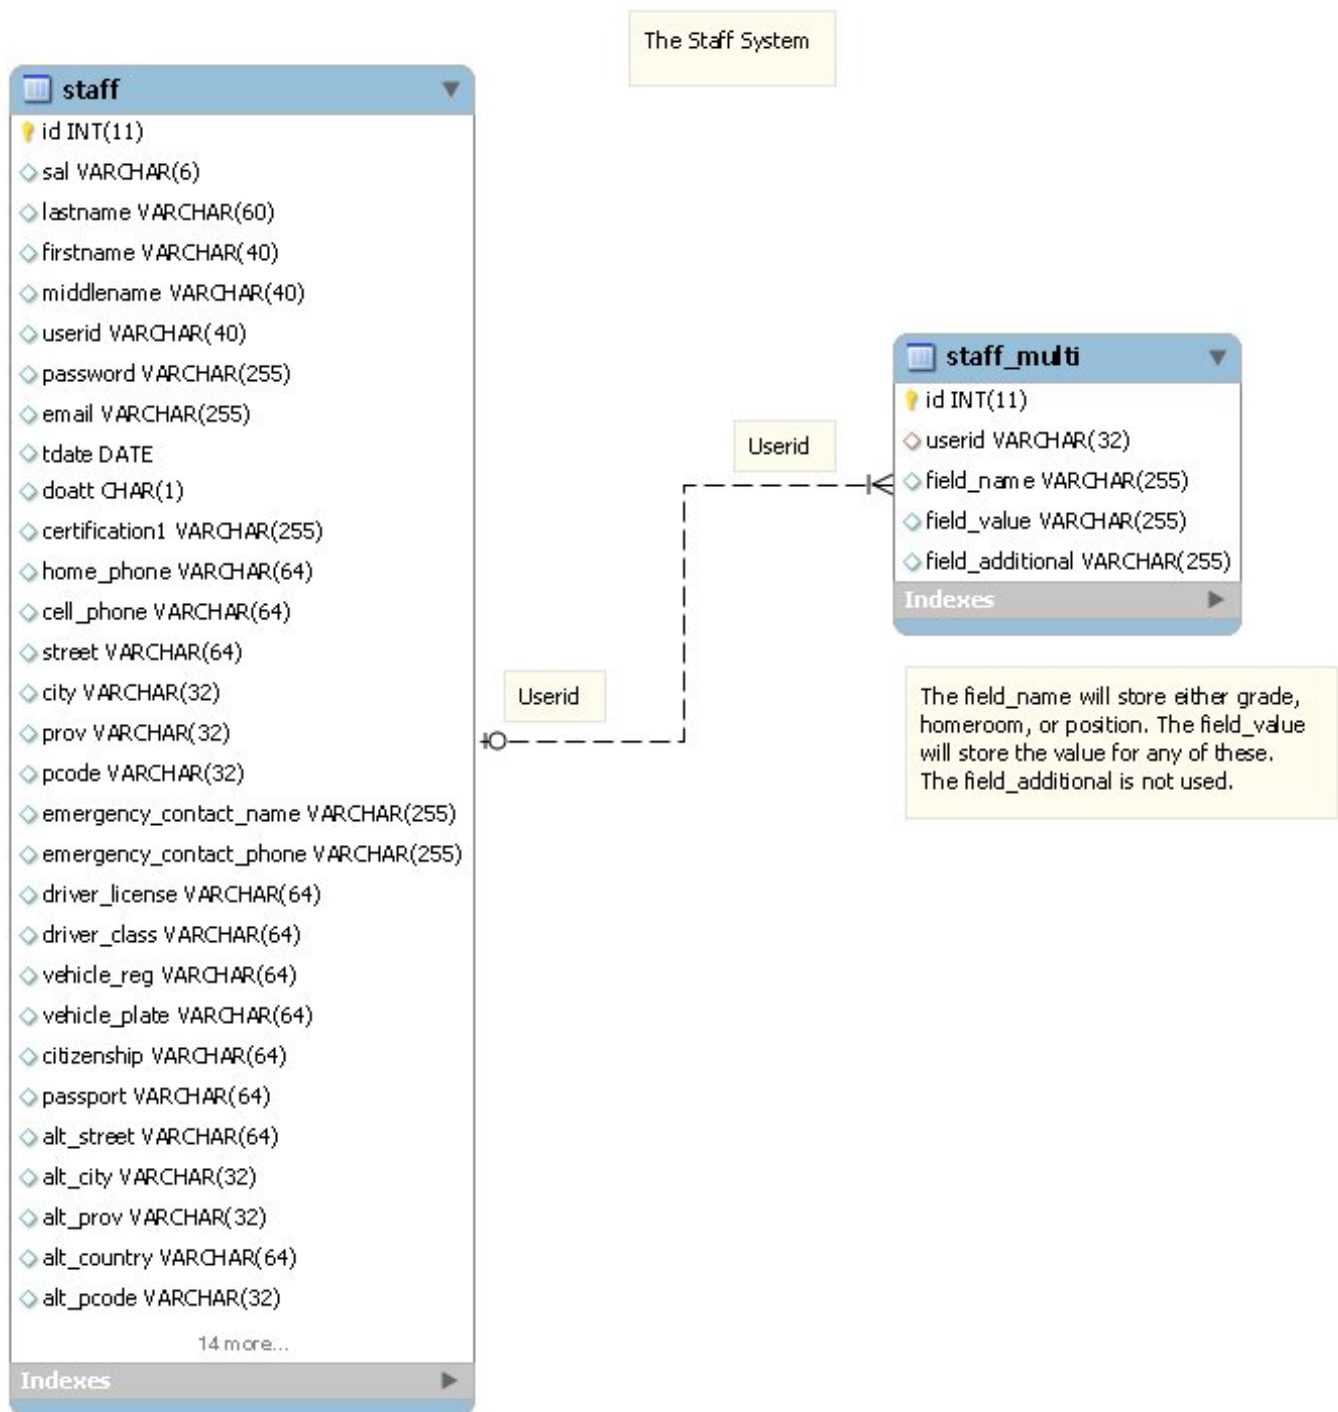 The Staff System
staff
id INT(11)
sal VARCHAR(6)
lastname VARCHAR(60)
firstname VARCHAR(40)
middlename VARCHAR(40)
userid VARCHAR(40)
password VARCHAR(255)
email VARCHAR(255)
tdate DATE
doatt CHAR(1)
certification1 VARCHAR(255)
home_phone VARCHAR(64)
cell_phone VARCHAR(64)
street VARCHAR(64)
city VARCHAR(32)
prov VARCHAR(32)
pcode VARCHAR(32)
emergency_contact_name VARCHAR(255)
emergency_contact_phone VARCHAR(255)
driver_license VARCHAR(64)
driver_class VARCHAR(64)
vehicle_reg VARCHAR(64)
vehicle_plate VARCHAR(64)
citizenship VARCHAR(64)
passport VARCHAR(64)
alt_street VARCHAR(64)
alt_city VARCHAR(32)
alt_prov VARCHAR(32)
alt_country VARCHAR(64)
alt_pcode VARCHAR(32)
14 more...
Indexes
Userid
Userid
staff_multi
id INT(11)
userid VARCHAR(32)
field_name VARCHAR(255)
field_value VARCHAR(255)
field_additional VARCHAR(255)
Indexes
The field_name will store either grade,
homeroom, or position. The field_value
will store the value for any of these.
The field_additional is not used.